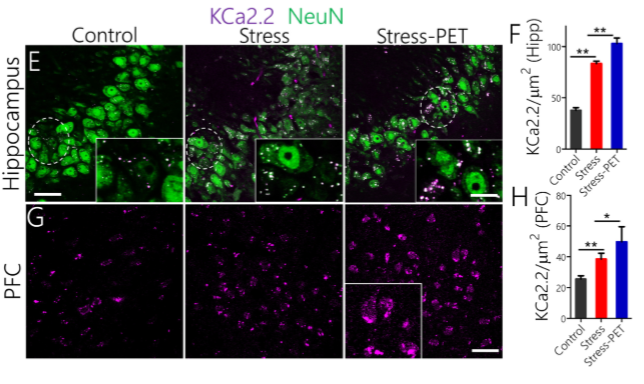 KCa2.2 NeuN
Control Stress Stress-PET
Hippocampus
E
G
PFC
F
KCa2.2/μm² (Hipp)
100
50
0
**
**
Control
Stress
Stress-PET
H
KCa2.2/μm² (PFC)
80
60
40
20
0
**
*
Control
Stress
Stress-PET